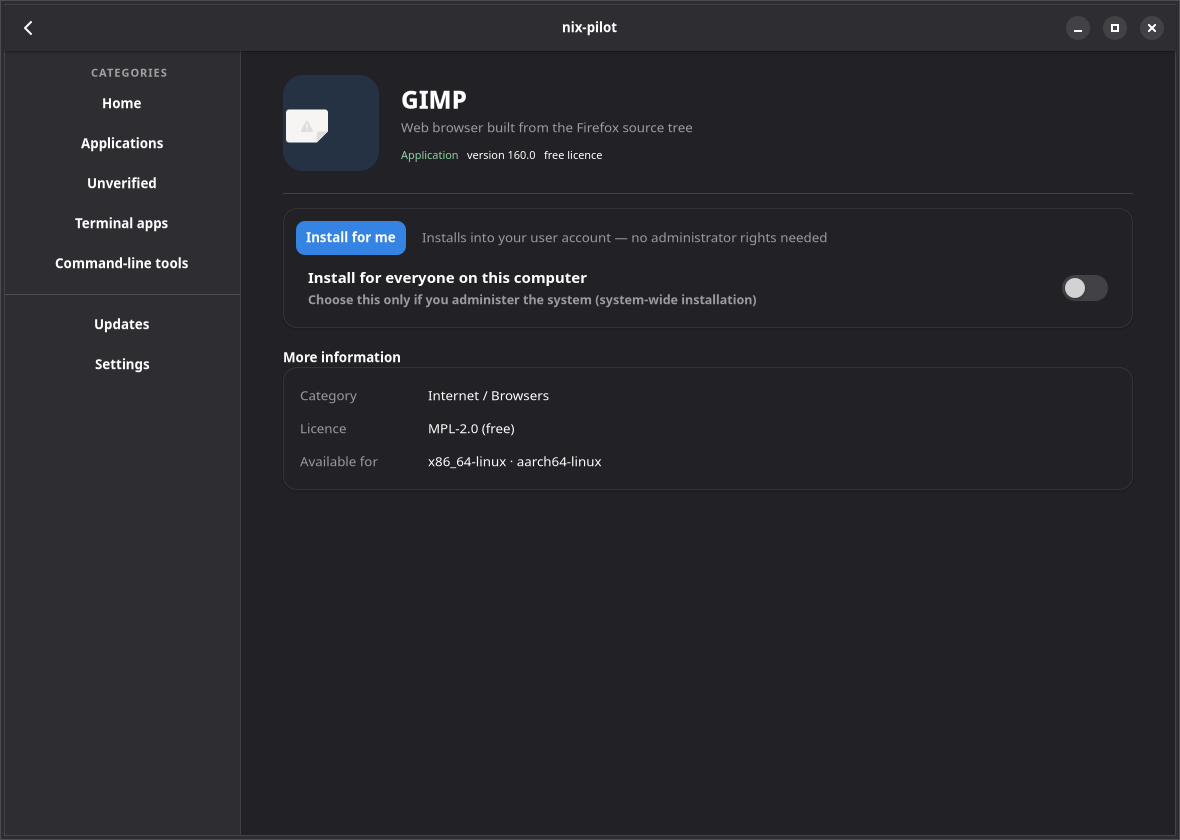 nix-pilot
CATEGORIES
Home
Applications
Unverified
Terminal apps
Command-line tools
Updates
Settings
GIMP
Web browser built from the Firefox source tree
Application version 160.0 free licence
Install for me Installs into your user account — no administrator rights needed
Install for everyone on this computer
Choose this only if you administer the system (system-wide installation)
More information
Category Internet / Browsers
Licence MPL-2.0 (free)
Available for x86_64-linux · aarch64-linux